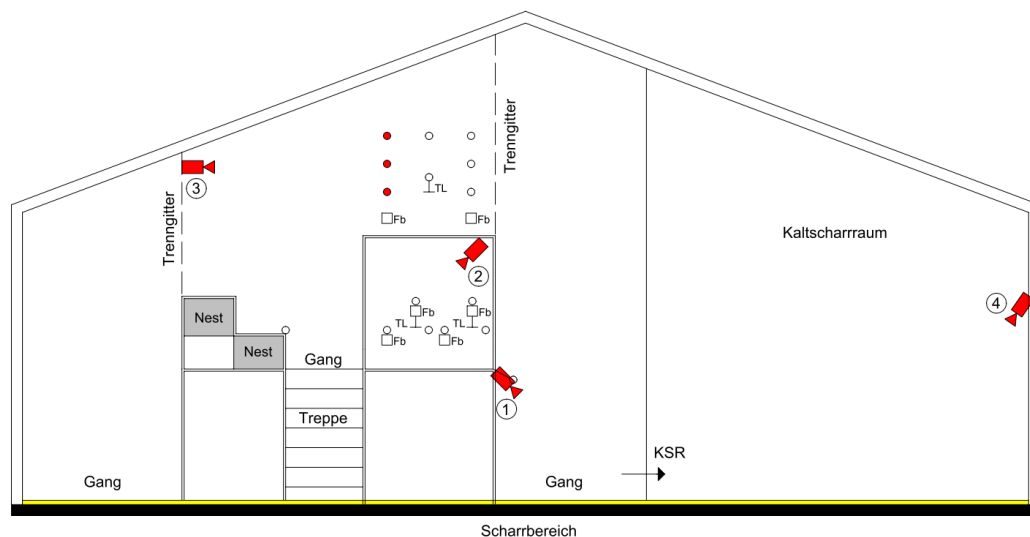 Trenngitter
TL
Fb
Fb
3
Trenngitter
Kaltscharrraum
2
4
Nest
Fb
Fb
TL
TL
Fb
Fb
Nest
Gang
1
Treppe
KSR
Gang
Gang
Scharrbereich